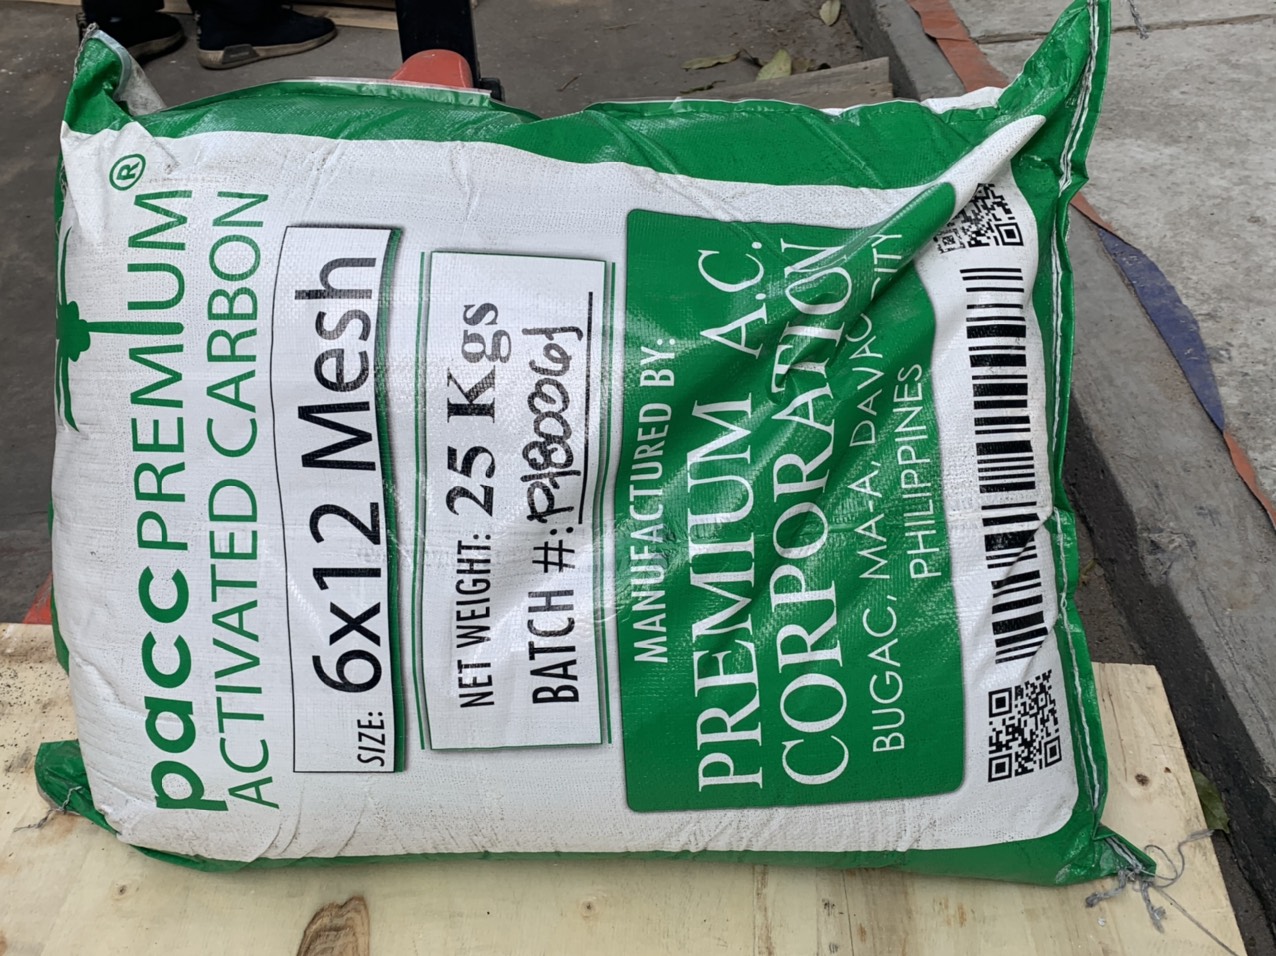 pacc PREMIUM®
ACTIVATED CARBON
SIZE: 6x12 Mesh
NET WEIGHT: 25 Kgs
BATCH #:
MANUFACTURED BY:
PREMIUM A.C.
CORPORATION
BUGAC, MA-A, DAVAO CITY
PHILIPPINES